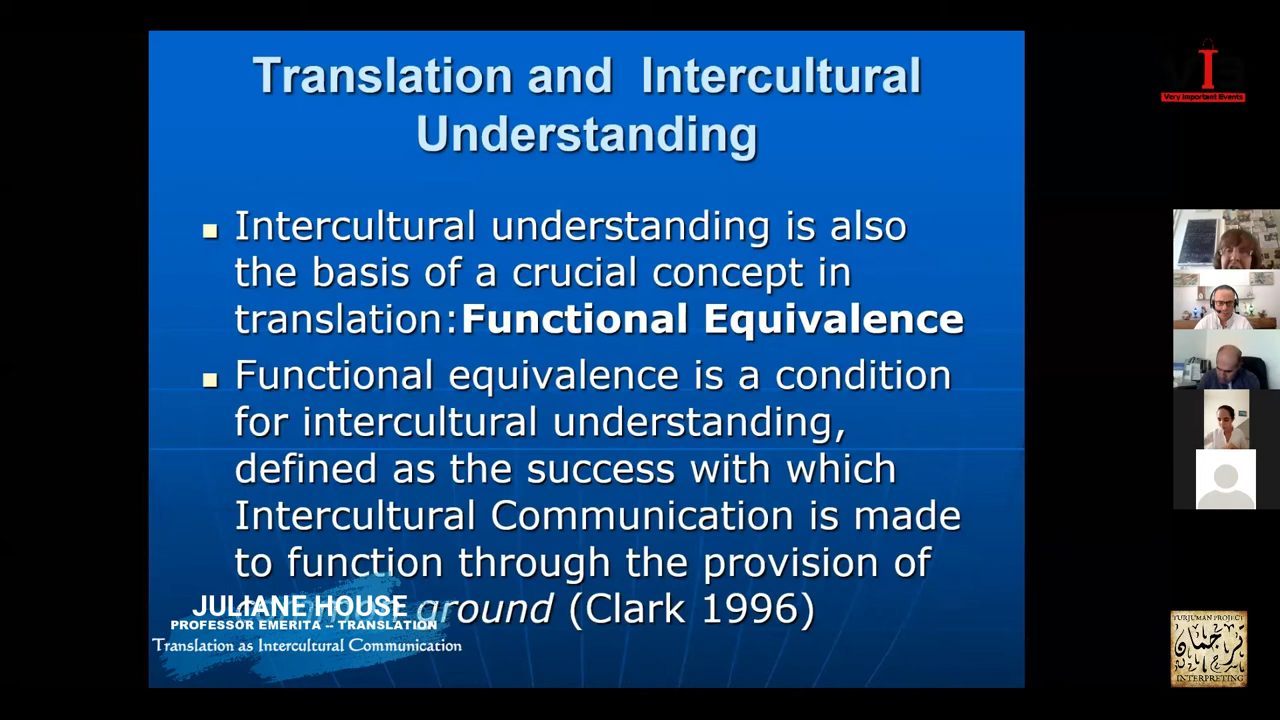 Translation and Intercultural
Understanding
Intercultural understanding is also
the basis of a crucial concept in
translation:Functional Equivalence
Functional equivalence is a condition
for intercultural understanding,
defined as the success with which
Intercultural Communication is made
to function through the provision of
ground (Clark 1996)
JULIANE HOUSE
PROFESSOR EMERITA -- TRANSLATION
Translation as Intercultural Communication
Very Important Events
TURJUMAN PROJECT
ترجمان
INTERPRETING